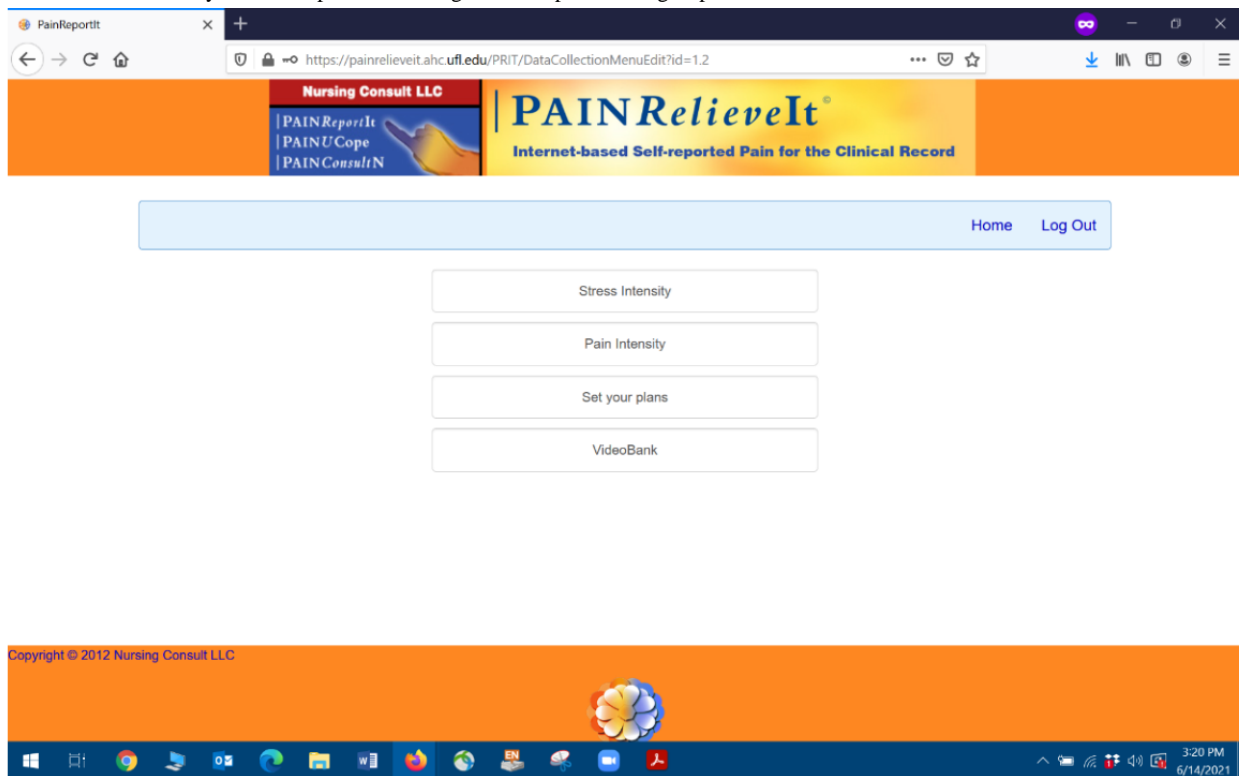 PainReportIt
https://painrelieveit.ahc.ufl.edu/PRIT/DataCollectionMenuEdit?id=1.2
Nursing Consult LLC
PAINReportIt
PAINUCope
PAINConsultN
PAINRelieveIt©
Internet-based Self-reported Pain for the Clinical Record
Home Log Out
Stress Intensity
Pain Intensity
Set your plans
VideoBank
Copyright © 2012 Nursing Consult LLC
EN
3:20 PM
6/14/2021